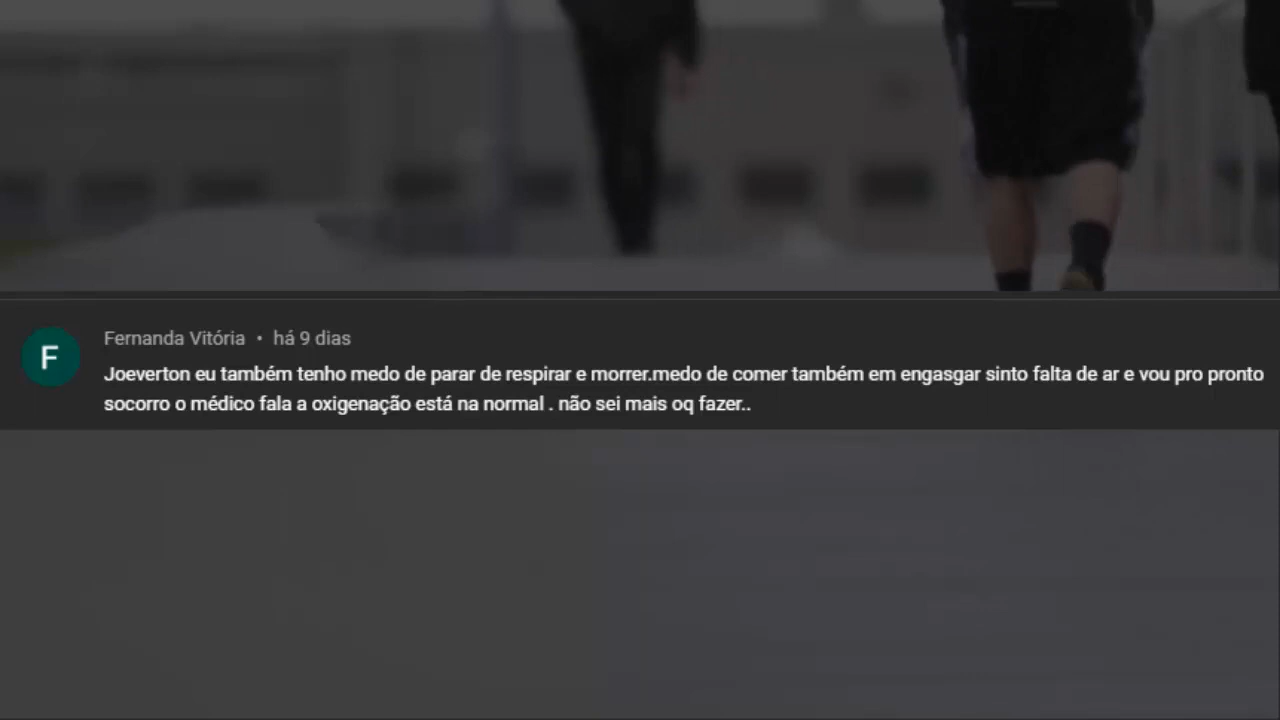 F
Fernanda Vitória • há 9 dias
Joeverton eu também tenho medo de parar de respirar e morrer.medo de comer também em engasgar sinto falta de ar e vou pro pronto
socorro o médico fala a oxigenação está na normal . não sei mais oq fazer..